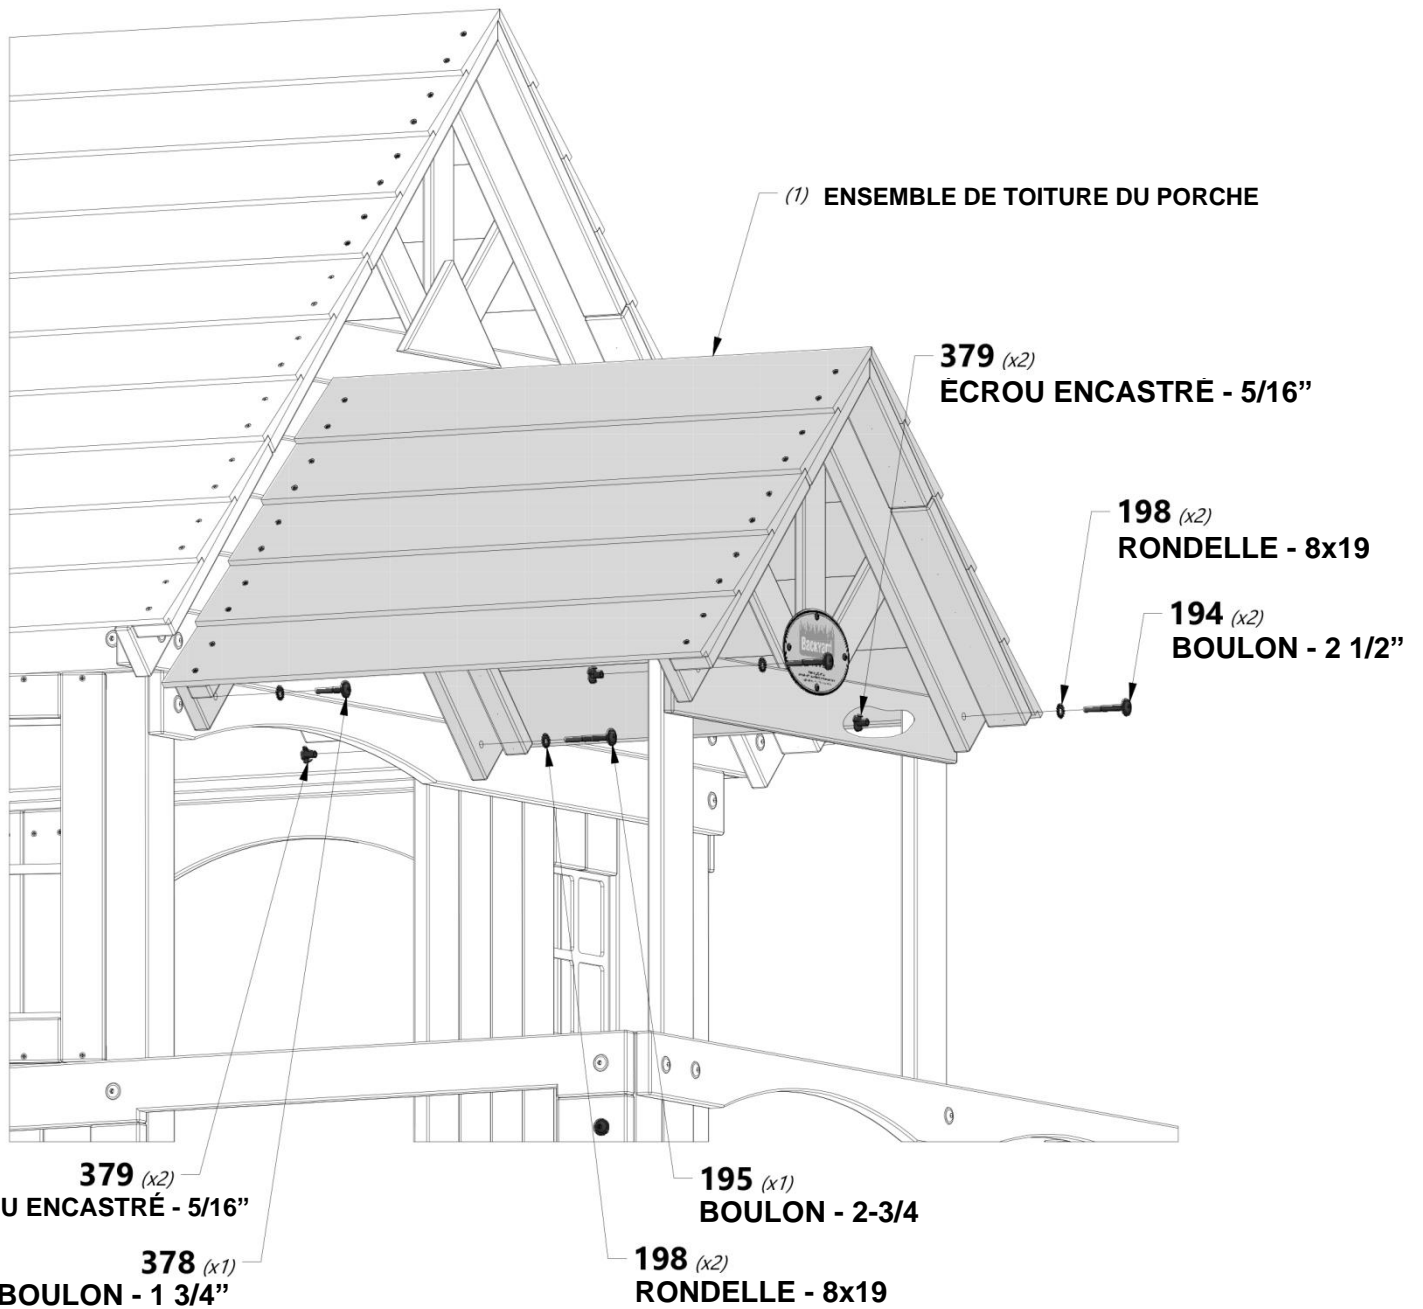 (1) ENSEMBLE DE TOITURE DU PORCHE
379 (x2)
ÉCROU ENCASTRÉ - 5/16”
198 (x2)
RONDELLE - 8x19
194 (x2)
BOULON - 2 1/2”
Backyard
379 (x2)
U ENCASTRÉ - 5/16”
195 (x1)
BOULON - 2-3/4
378 (x1)
BOULON - 1 3/4”
198 (x2)
RONDELLE - 8x19